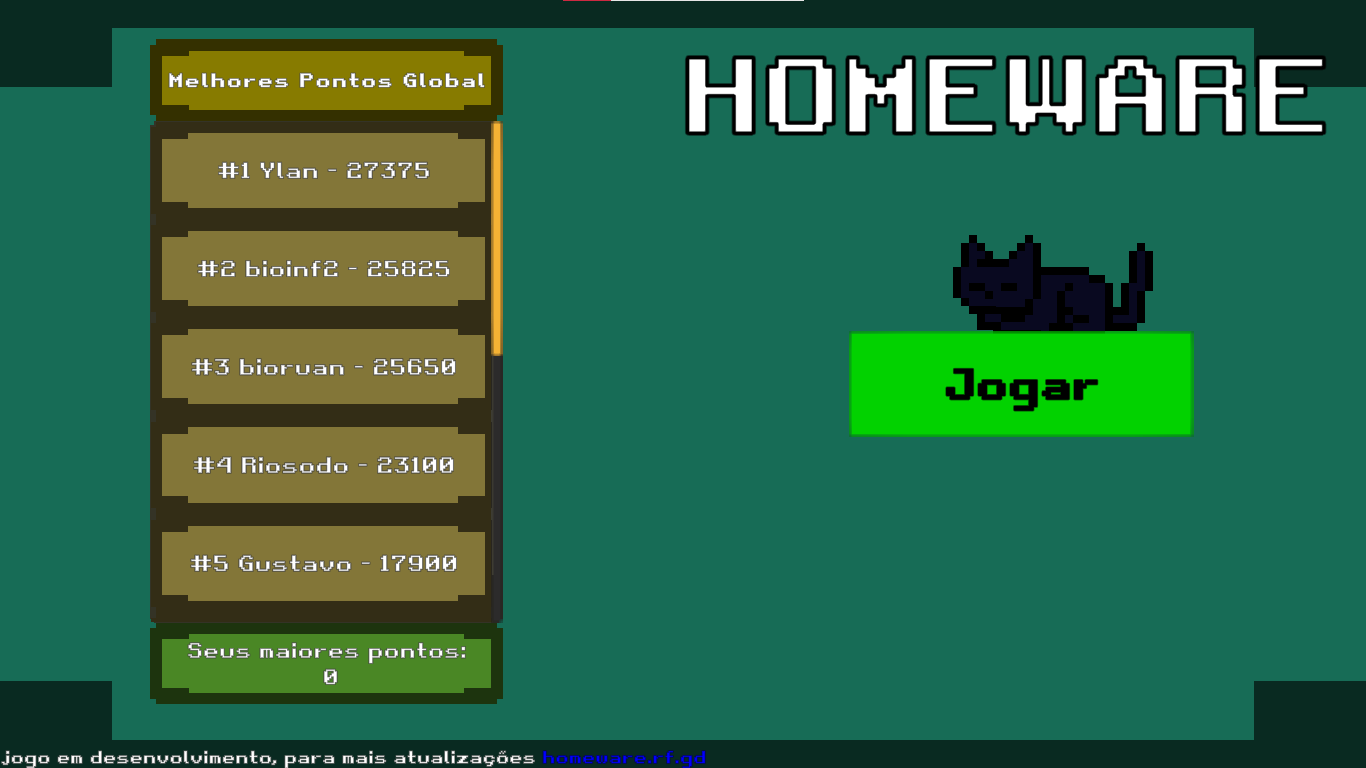 Melhores Pontos Global
#1 Ylan - 27375
#2 bioinf2 - 25825
#3 bioruan - 25650
#4 Riosodo - 23100
#5 Gustavo - 17900
Seus maiores pontos:
0
HOMEWARE
Jogar
jogo em desenvolvimento, para mais atualizações homeware.rf.gd